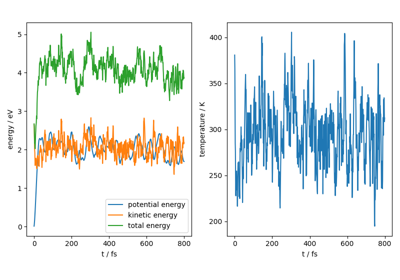 5
4
3
2
1
0
energy / eV
0 200 400 600 800
t / fs
potential energy
kinetic energy
total energy
400
350
300
250
200
temperature / K
0 200 400 600 800
t / fs